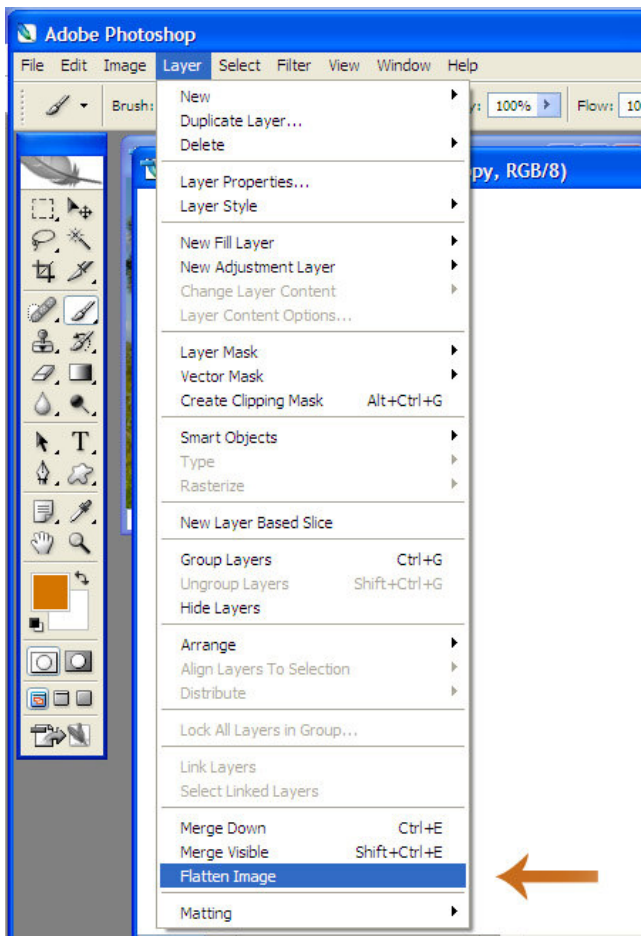 Adobe Photoshop
File Edit Image Layer Select Filter View Window Help
Brush:
100%
Flow:
py, RGB/8)
New
Duplicate Layer...
Delete
Layer Properties...
Layer Style
New Fill Layer
New Adjustment Layer
Change Layer Content
Layer Content Options...
Layer Mask
Vector Mask
Create Clipping Mask Alt+Ctrl+G
Smart Objects
Type
Rasterize
New Layer Based Slice
Group Layers Ctrl+G
Ungroup Layers Shift+Ctrl+G
Hide Layers
Arrange
Align Layers To Selection
Distribute
Lock All Layers in Group...
Link Layers
Select Linked Layers
Merge Down Ctrl+E
Merge Visible Shift+Ctrl+E
Flatten Image
Matting